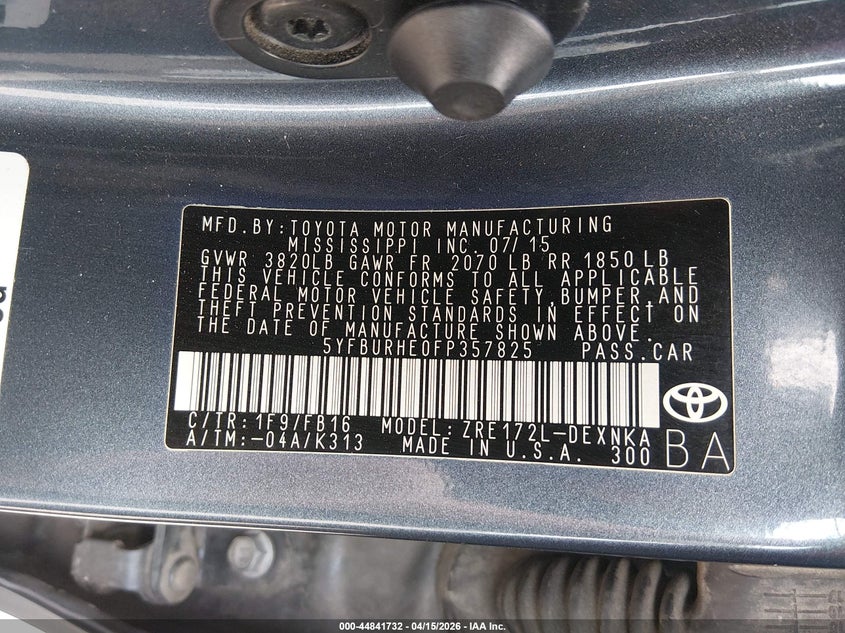 MFD.BY:TOYOTA MOTOR MANUFACTURING
MISSISSIPPI INC. 07/15
GVWR 3820LB GAWR FR 2070 LB RR 1850 LB
THIS VEHICLE CONFORMS TO ALL APPLICABLE
FEDERAL MOTOR VEHICLE SAFETY,BUMPER,AND
THEFT PREVENTION STANDARDS IN EFFECT ON
THE DATE OF MANUFACTURE SHOWN ABOVE.
5YFBURHE0FP357825 PASS.CAR
C/TR:1F9/FB16 MODEL:ZRE172L-DEXNKA
A/TM:-04A/K313 MADE IN U.S.A. 300
BA
000-44841732 - 04/15/2026 - IAA Inc.